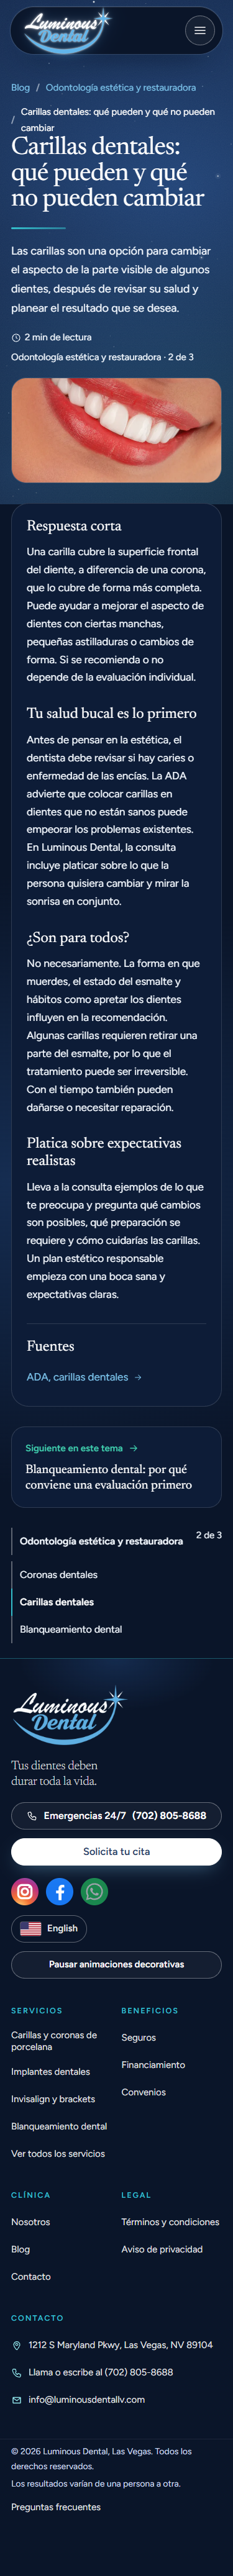 Luminous
Dental
Blog / Odontología estética y restauradora
/ Carillas dentales: qué pueden y qué no pueden
cambiar
Carillas dentales:
qué pueden y qué
no pueden cambiar
Las carillas son una opción para cambiar
el aspecto de la parte visible de algunos
dientes, después de revisar su salud y
planear el resultado que se desea.
2 min de lectura
Odontología estética y restauradora · 2 de 3
Respuesta corta
Una carilla cubre la superficie frontal
del diente, a diferencia de una corona,
que lo cubre de forma más completa.
Puede ayudar a mejorar el aspecto de
dientes con ciertas manchas,
pequeñas astilladuras o cambios de
forma. Si se recomienda o no
depende de la evaluación individual.
Tu salud bucal es lo primero
Antes de pensar en la estética, el
dentista debe revisar si hay caries o
enfermedad de las encías. La ADA
advierte que colocar carillas en
dientes que no están sanos puede
empeorar los problemas existentes.
En Luminous Dental, la consulta
incluye platicar sobre lo que la
persona quisiera cambiar y mirar la
sonrisa en conjunto.
¿Son para todos?
No necesariamente. La forma en que
muerdes, el estado del esmalte y
hábitos como apretar los dientes
influyen en la recomendación.
Algunas carillas requieren retirar una
parte del esmalte, por lo que el
tratamiento puede ser irreversible.
Con el tiempo también pueden
dañarse o necesitar reparación.
Platica sobre expectativas
realistas
Lleva a la consulta ejemplos de lo que
te preocupa y pregunta qué cambios
son posibles, qué preparación se
requiere y cómo cuidarías las carillas.
Un plan estético responsable
empieza con una boca sana y
expectativas claras.
Fuentes
ADA, carillas dentales →
Siguiente en este tema →
Blanqueamiento dental: por qué
conviene una evaluación primero
Odontología estética y restauradora 2 de 3
Coronas dentales
Carillas dentales
Blanqueamiento dental
Luminous
Dental
Tus dientes deben
durar toda la vida.
Emergencias 24/7 (702) 805-8688
Solicita tu cita
English
Pausar animaciones decorativas
SERVICIOS
Carillas y coronas de
porcelana
Implantes dentales
Invisalign y brackets
Blanqueamiento dental
Ver todos los servicios
BENEFICIOS
Seguros
Financiamiento
Convenios
CLÍNICA
Nosotros
Blog
Contacto
LEGAL
Términos y condiciones
Aviso de privacidad
CONTACTO
1212 S Maryland Pkwy, Las Vegas, NV 89104
Llama o escribe al (702) 805-8688
info@luminousdentallv.com
© 2026 Luminous Dental, Las Vegas. Todos los
derechos reservados.
Los resultados varían de una persona a otra.
Preguntas frecuentes